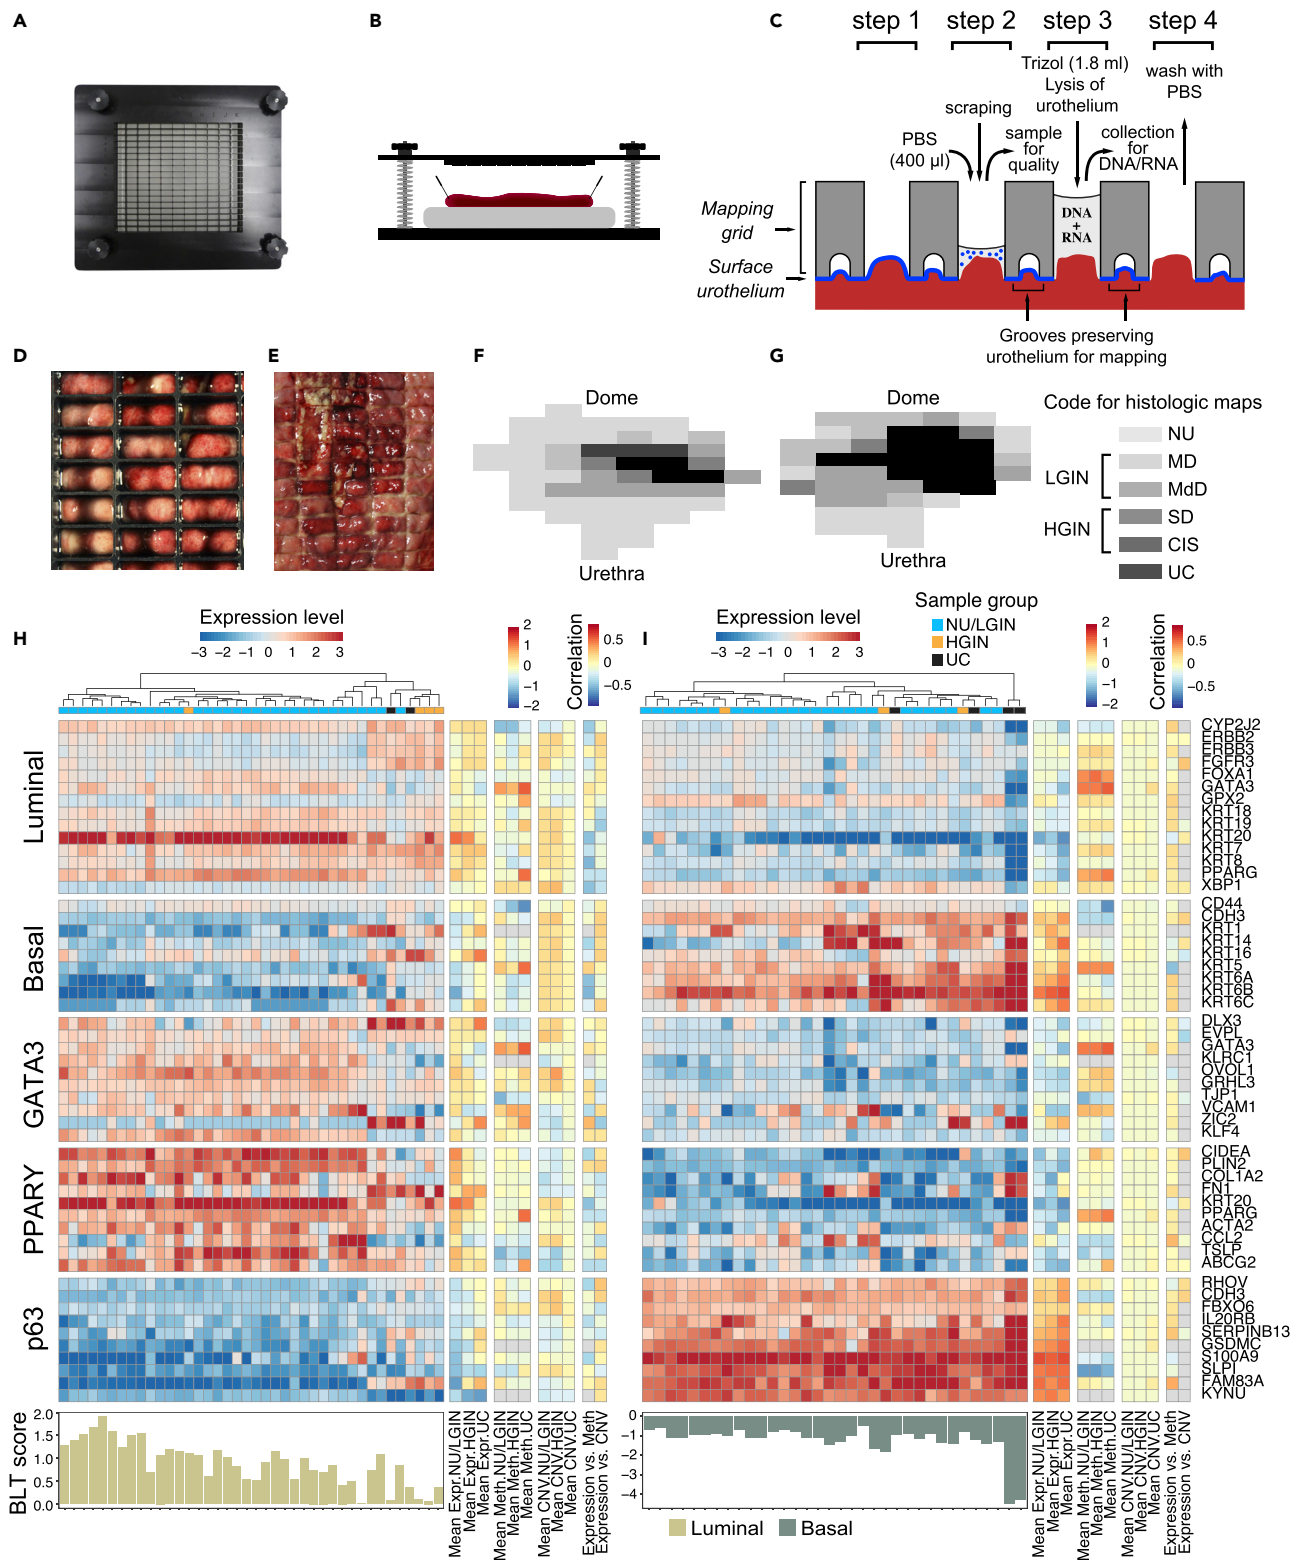 A
B
C
step 1
step 2
step 3
step 4
Trizol (1.8 ml)
Lysis of
urothelium
wash with
PBS
scraping
PBS
(400 µl)
sample
for
quality
collection
for
DNA/RNA
Mapping
grid
DNA
+
RNA
Surface
urothelium
Grooves preserving
urothelium for mapping
D
E
F
G
Dome
Urethra
Dome
Urethra
Code for histologic maps
NU
MD
MdD
SD
CIS
UC
LGIN
HGIN
H
Expression level
−3 −2 −1 0 1 2 3
2
1
0
−1
−2
Correlation
0.5
0
−0.5
I
Expression level
−3 −2 −1 0 1 2 3
Sample group
NU/LGIN
HGIN
UC
2
1
0
−1
−2
Correlation
0.5
0
−0.5
Luminal
CYP2J2
ERBB2
ERBB3
FGFR3
FOXA1
GATA3
GPX2
KRT18
KRT19
KRT20
KRT7
KRT8
PPARG
XBP1
Basal
CD44
CDH3
KRT1
KRT14
KRT16
KRT5
KRT6A
KRT6B
KRT6C
GATA3
DLX3
EVPL
GATA3
KLRC1
OVOL1
GRHL3
TJP1
VCAM1
ZIC2
KLF4
PPARY
CIDEA
PLIN2
COL1A2
FN1
KRT20
PPARG
ACTA2
CCL2
TSLP
ABCG2
p63
RHOV
CDH3
FBXO6
IL20RB
SERPINB13
GSDMC
S100A9
SLPI
FAM83A
KYNU
BLT score
2.0
1.5
1.0
0.5
0.0
Mean Expr.NU/LGIN
Mean Expr.HGIN
Mean Expr.UC
Mean Meth.NU/LGIN
Mean Meth.HGIN
Mean Meth.UC
Mean CNV.NU/LGIN
Mean CNV.HGIN
Mean CNV.UC
Expression vs. Meth
Expression vs. CNV
0
−1
−2
−3
−4
Mean Expr.NU/LGIN
Mean Expr.HGIN
Mean Expr.UC
Mean Meth.NU/LGIN
Mean Meth.HGIN
Mean Meth.UC
Mean CNV.NU/LGIN
Mean CNV.HGIN
Mean CNV.UC
Expression vs. Meth
Expression vs. CNV
Luminal
Basal